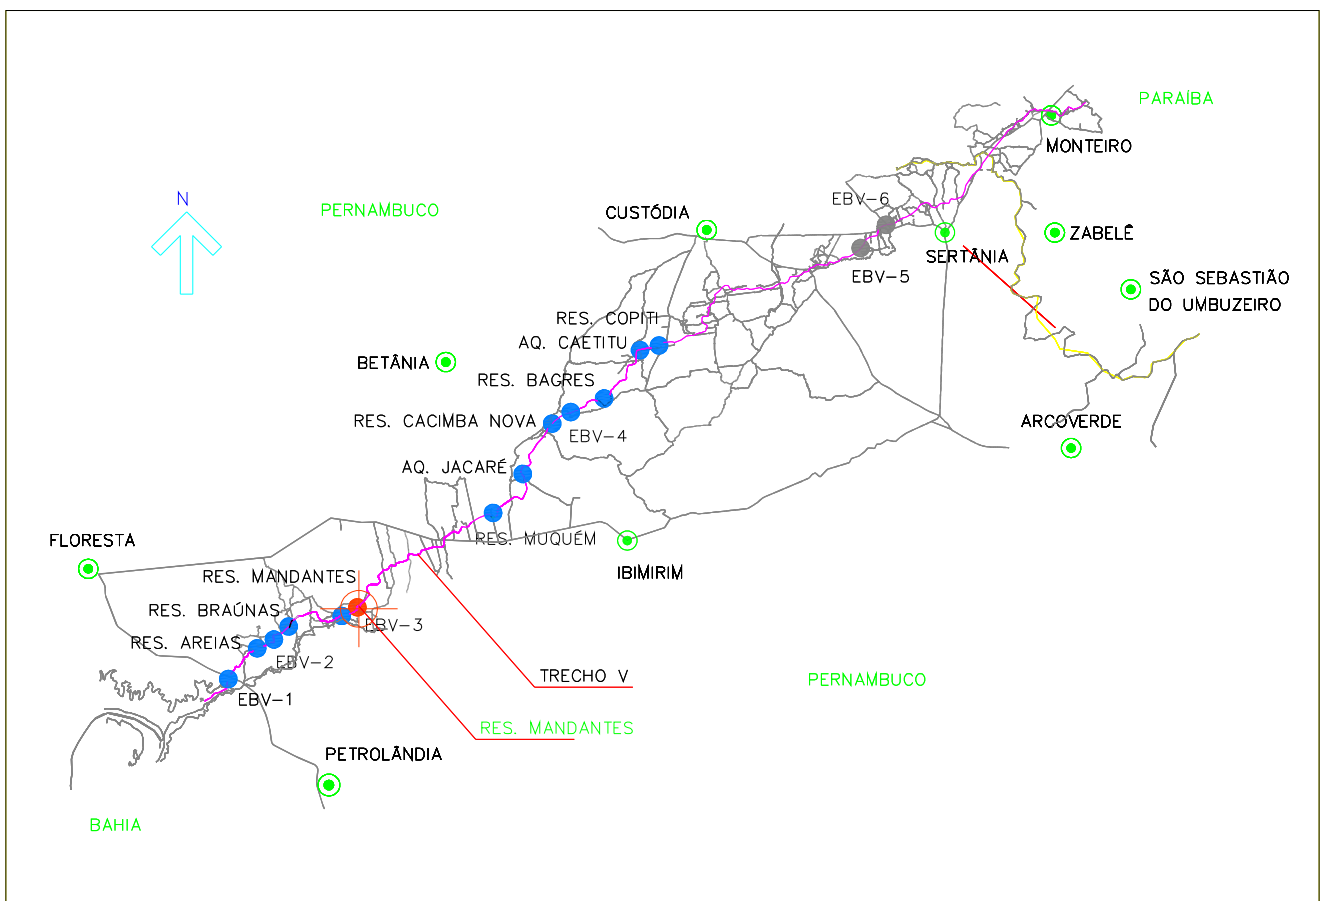 PARAÍBA
MONTEIRO
N
PERNAMBUCO
EBV-6
CUSTÓDIA
ZABELÊ
SERTÂNIA
EBV-5
SÃO SEBASTIÃO
DO UMBUZEIRO
RES. COPITI
AQ. CAETITU
BETÂNIA
RES. BAGRES
RES. CACIMBA NOVA
EBV-4
ARCOVERDE
AQ. JACARÉ
RES. MUQUÉM
FLORESTA
IBIMIRIM
RES. MANDANTES
RES. BRAÚNAS
EBV-3
RES. AREIAS
EBV-2
TRECHO V
PERNAMBUCO
EBV-1
RES. MANDANTES
PETROLÂNDIA
BAHIA